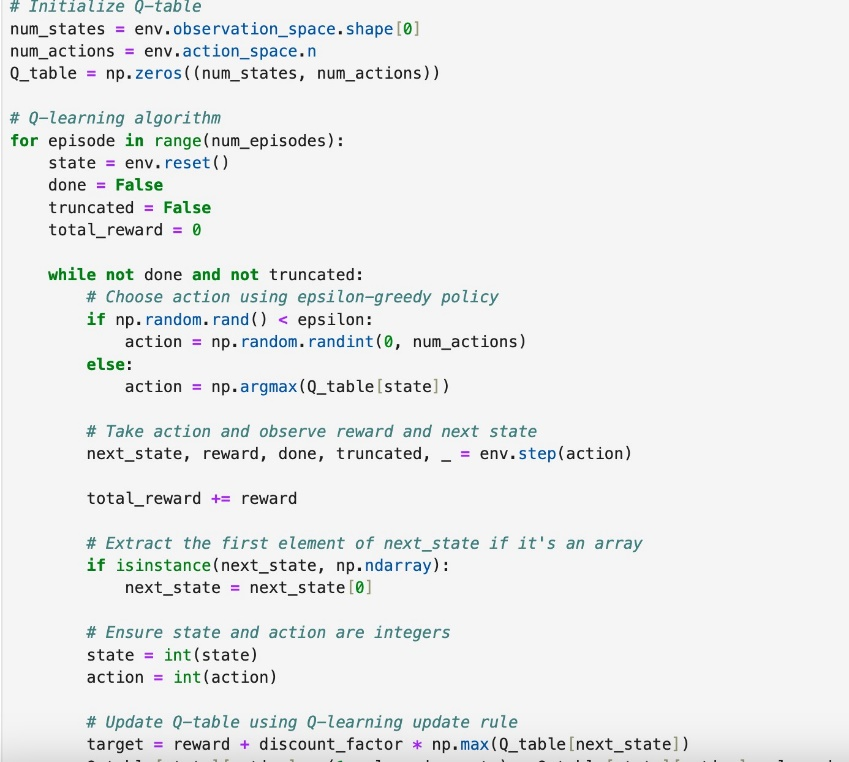 # Initialize Q-table
num_states = env.observation_space.shape[0]
num_actions = env.action_space.n
Q_table = np.zeros((num_states, num_actions))
# Q-learning algorithm
for episode in range(num_episodes):
state = env.reset()
done = False
truncated = False
total_reward = 0
while not done and not truncated:
# Choose action using epsilon-greedy policy
if np.random.rand() < epsilon:
action = np.random.randint(0, num_actions)
else:
action = np.argmax(Q_table[state])
# Take action and observe reward and next state
next_state, reward, done, truncated, _ = env.step(action)
total_reward += reward
# Extract the first element of next_state if it's an array
if isinstance(next_state, np.ndarray):
next_state = next_state[0]
# Ensure state and action are integers
state = int(state)
action = int(action)
# Update Q-table using Q-learning update rule
target = reward + discount_factor * np.max(Q_table[next_state])